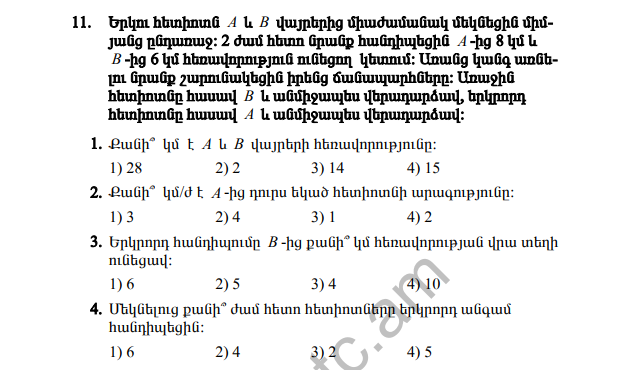 11. Երկու հետիոտն A և B վայրերից միաժամանակ մեկնեցին միմ-
յանց ընդառաջ: 2 ժամ հետո նրանք հանդիպեցին A -ից 8 կմ և
B -ից 6 կմ հեռավորություն ունեցող կետում: Առանց կանգ առնե-
լու նրանք շարունակեցին իրենց ճանապարհները: Առաջին
հետիոտնը հասավ B և անմիջապես վերադարձավ, երկրորդ
հետիոտնը հասավ A և անմիջապես վերադարձավ:
1. Քանի՞ կմ է A և B վայրերի հեռավորությունը:
1) 28 2) 2 3) 14 4) 15
2. Քանի՞ կմ/ժ է A -ից դուրս եկած հետիոտնի արագությունը:
1) 3 2) 4 3) 1 4) 2
3. Երկրորդ հանդիպումը B -ից քանի՞ կմ հեռավորության վրա տեղի
ունեցավ:
1) 6 2) 5 3) 4 4) 10
4. Մեկնելուց քանի՞ ժամ հետո հետիոտները երկրորդ անգամ
հանդիպեցին:
1) 6 2) 4 3) 2 4) 5
tc.am